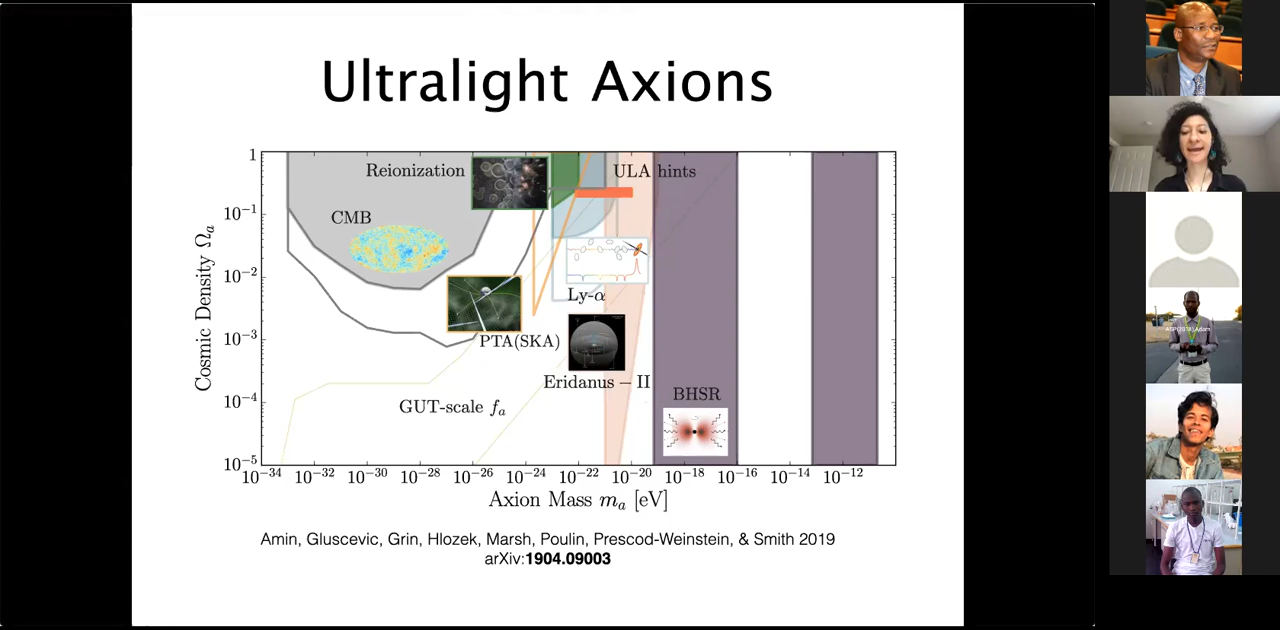 Ultralight Axions
Reionization
ULA hints
CMB
Ly-α
PTA(SKA)
Eridanus − II
BHSR
GUT-scale fₐ
Cosmic Density Ωₐ
1
10⁻¹
10⁻²
10⁻³
10⁻⁴
10⁻⁵
10⁻³⁴ 10⁻³² 10⁻³⁰ 10⁻²⁸ 10⁻²⁶ 10⁻²⁴ 10⁻²² 10⁻²⁰ 10⁻¹⁸ 10⁻¹⁶ 10⁻¹⁴ 10⁻¹²
Axion Mass mₐ [eV]
Amin, Gluscevic, Grin, Hlozek, Marsh, Poulin, Prescod-Weinstein, & Smith 2019
arXiv:1904.09003